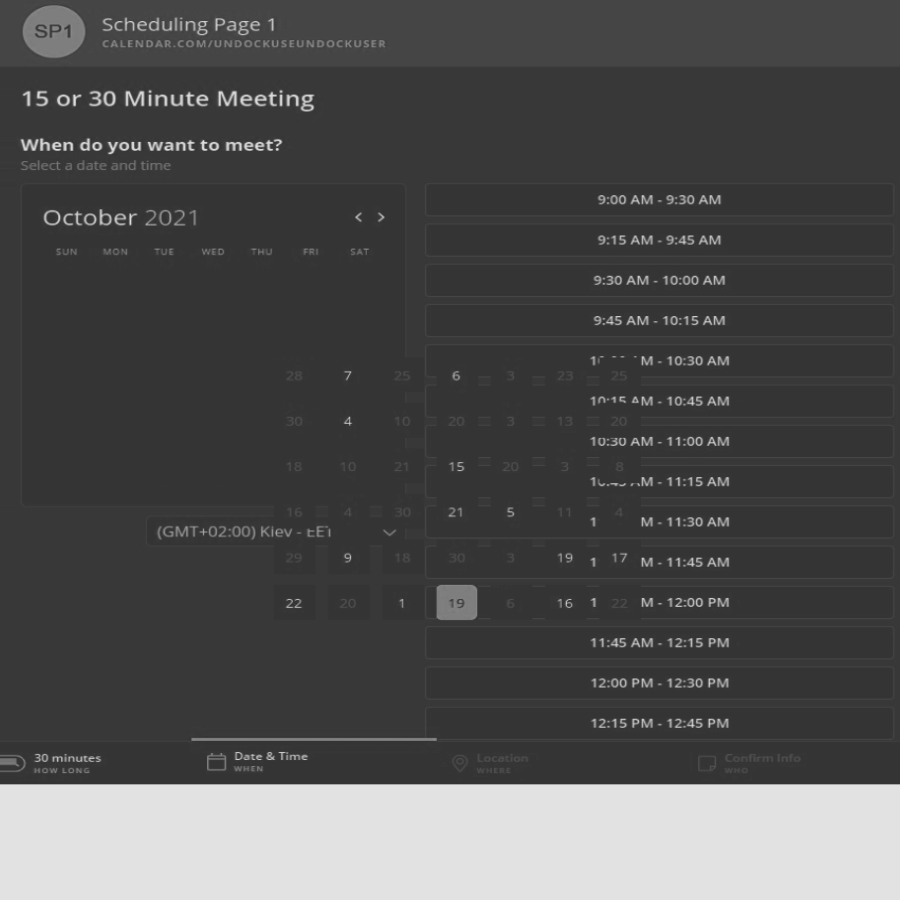 SP1
Scheduling Page 1
CALENDAR.COM/UNDOCKUSEUNDOCKUSER
15 or 30 Minute Meeting
When do you want to meet?
Select a date and time
October 2021 < >
SUN MON TUE WED THU FRI SAT
9:00 AM - 9:30 AM
9:15 AM - 9:45 AM
9:30 AM - 10:00 AM
9:45 AM - 10:15 AM
M - 10:30 AM
28 7 25 6 3 23 25
10:15 AM - 10:45 AM
30 4 10 20 3 13 20
10:30 AM - 11:00 AM
18 10 21 15 20 3 8
M - 11:15 AM
16 4 30 21 5 11 4
1 M - 11:30 AM
(GMT+02:00) Kiev - EET
29 9 18 30 3 19 17
1 M - 11:45 AM
22 20 1 19 6 16 22
1 M - 12:00 PM
11:45 AM - 12:15 PM
12:00 PM - 12:30 PM
12:15 PM - 12:45 PM
30 minutes
HOW LONG
Date & Time
WHEN
Location
WHERE
Confirm Info
WHO